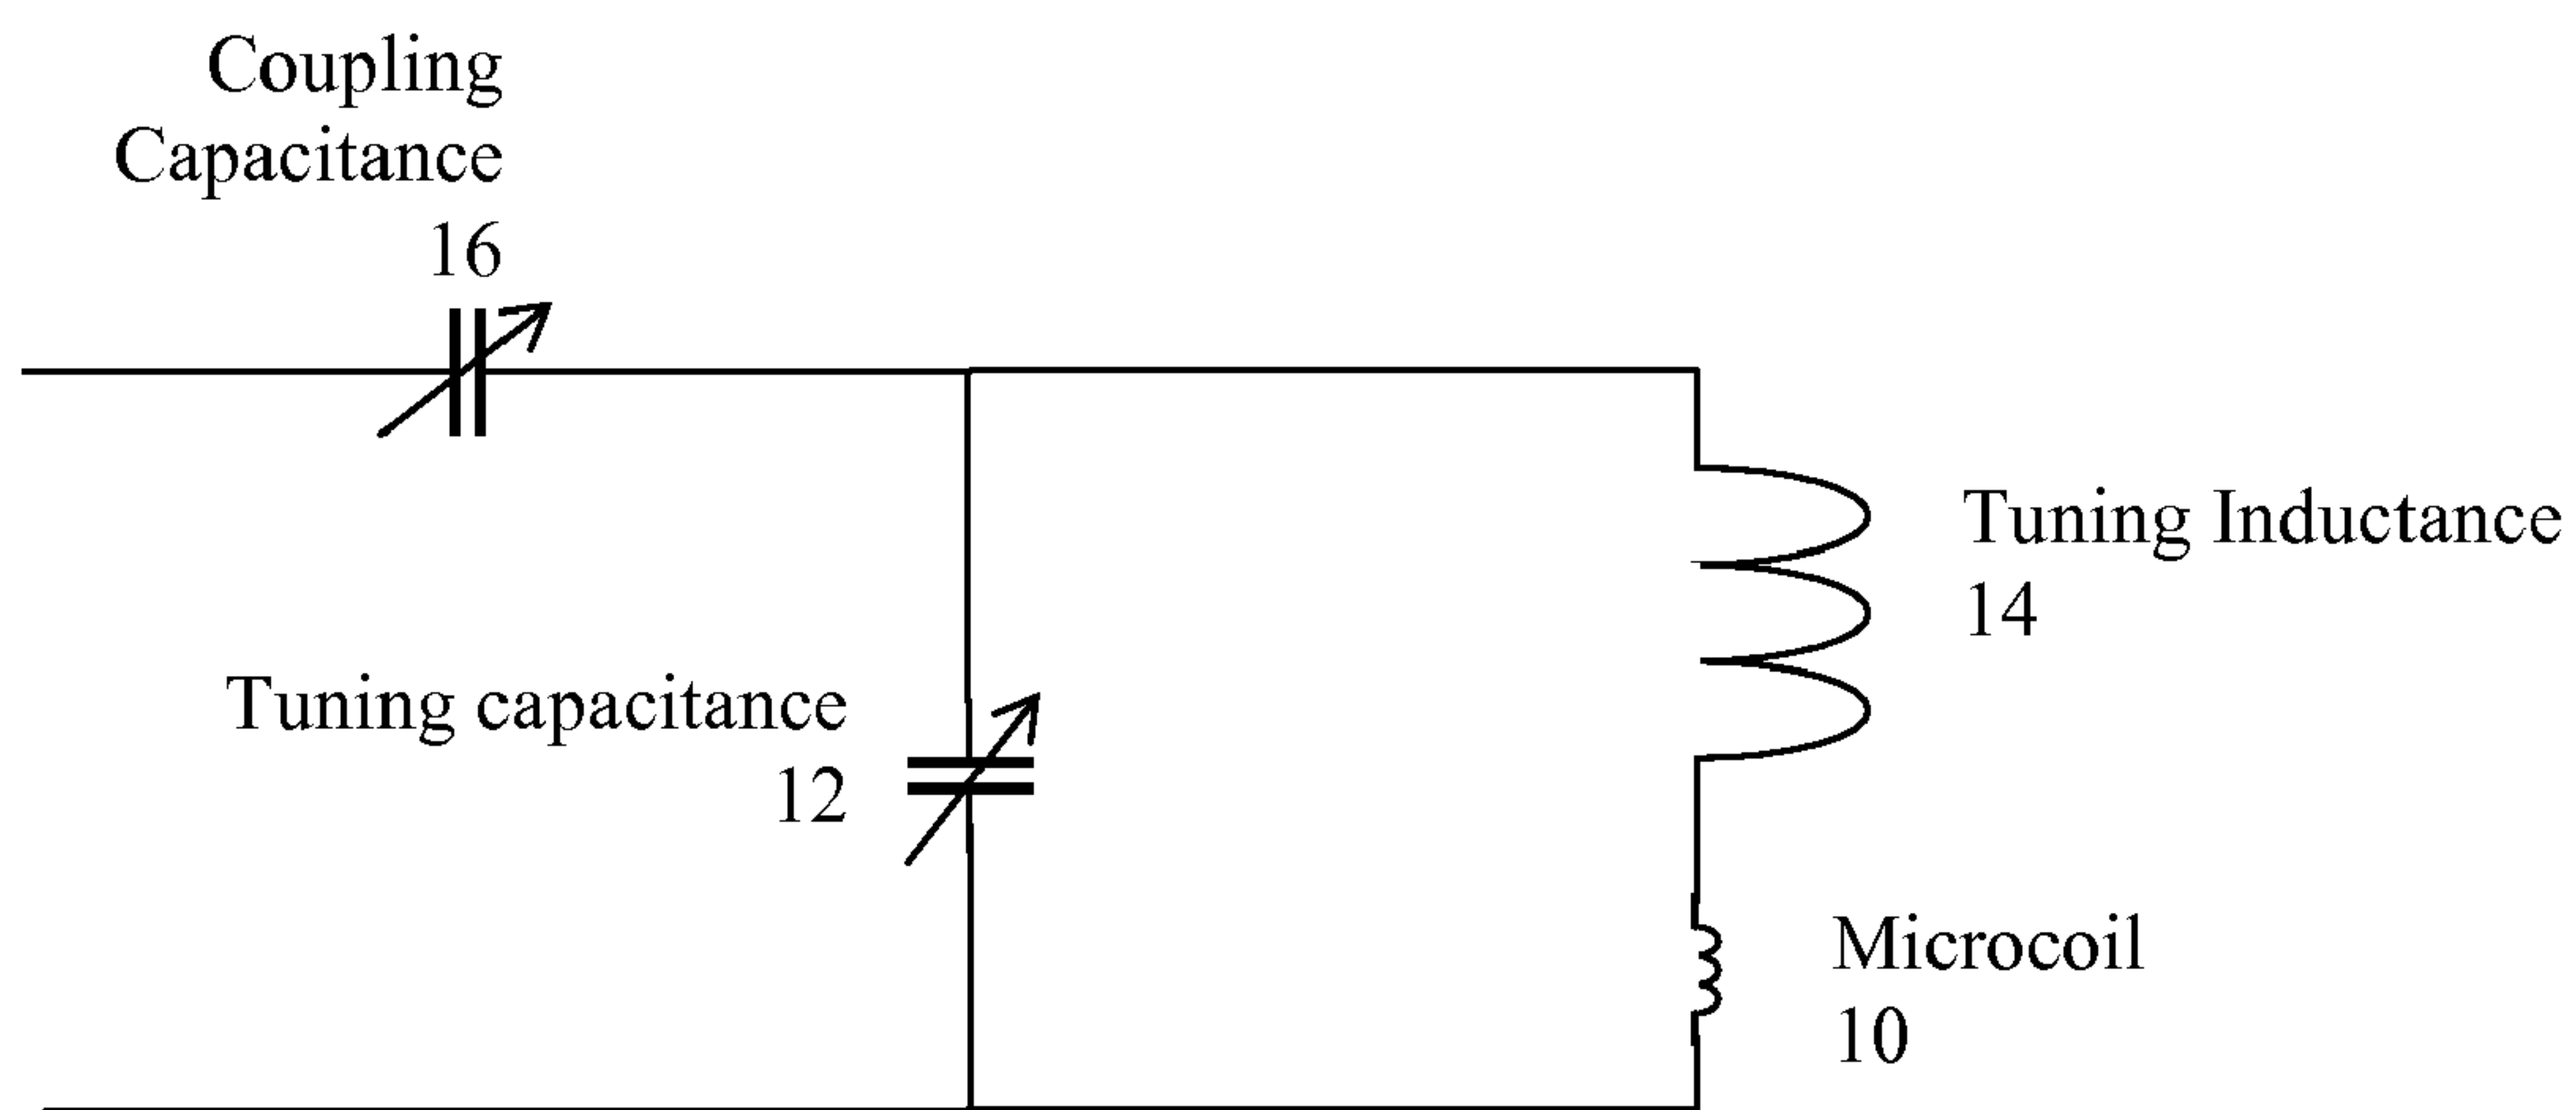 Coupling
Capacitance
16
Tuning Inductance
14
Tuning capacitance
12
Microcoil
10